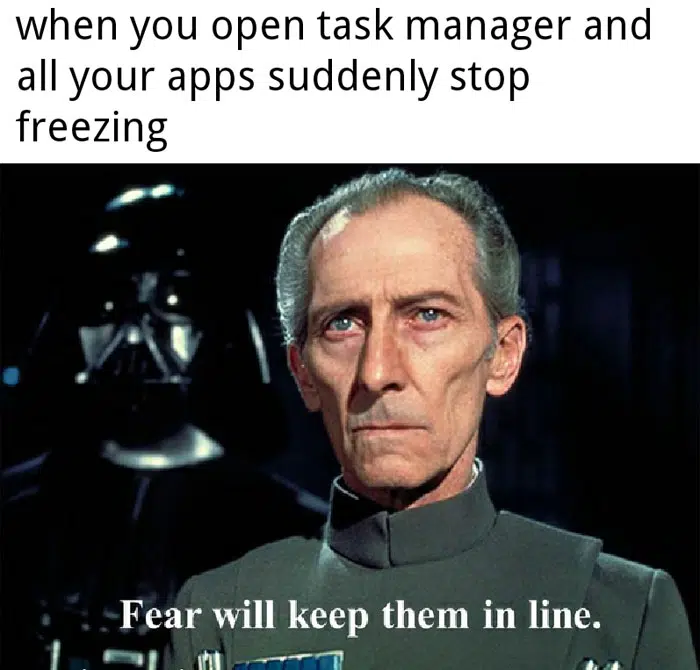 when you open task manager and
all your apps suddenly stop
freezing
Fear will keep them in line.